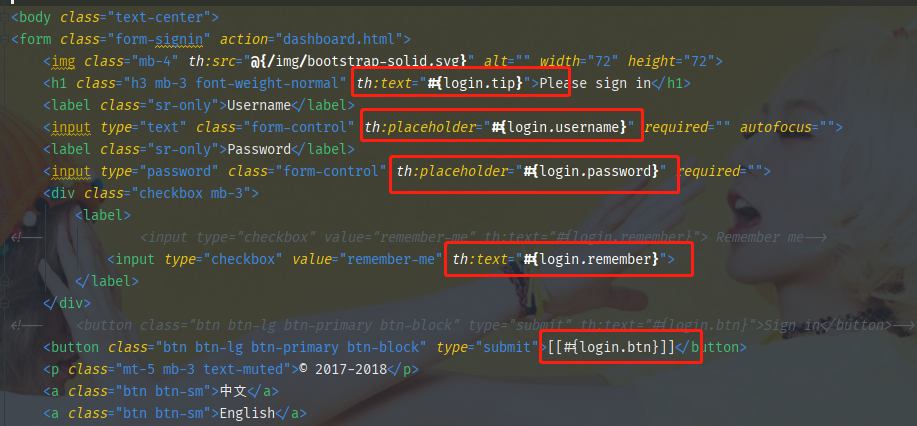 <body class="text-center">
<form class="form-signin" action="dashboard.html">
<img class="mb-4" th:src="@{/img/bootstrap-solid.svg}" alt="" width="72" height="72">
<h1 class="h3 mb-3 font-weight-normal" th:text="#{login.tip}">Please sign in</h1>
<label class="sr-only">Username</label>
<input type="text" class="form-control" th:placeholder="#{login.username}" required="" autofocus="">
<label class="sr-only">Password</label>
<input type="password" class="form-control" th:placeholder="#{login.password}" required="">
<div class="checkbox mb-3">
<label>
<!-- <input type="checkbox" value="remember-me" th:text="#{login.remember}"> Remember me-->
<input type="checkbox" value="remember-me" th:text="#{login.remember}">
</label>
</div>
<!-- <button class="btn btn-lg btn-primary btn-block" type="submit" th:text="#{login.btn}">Sign in</button>-->
<button class="btn btn-lg btn-primary btn-block" type="submit">[[#{login.btn}]]</button>
<p class="mt-5 mb-3 text-muted">© 2017-2018</p>
<a class="btn btn-sm">中文</a>
<a class="btn btn-sm">English</a>